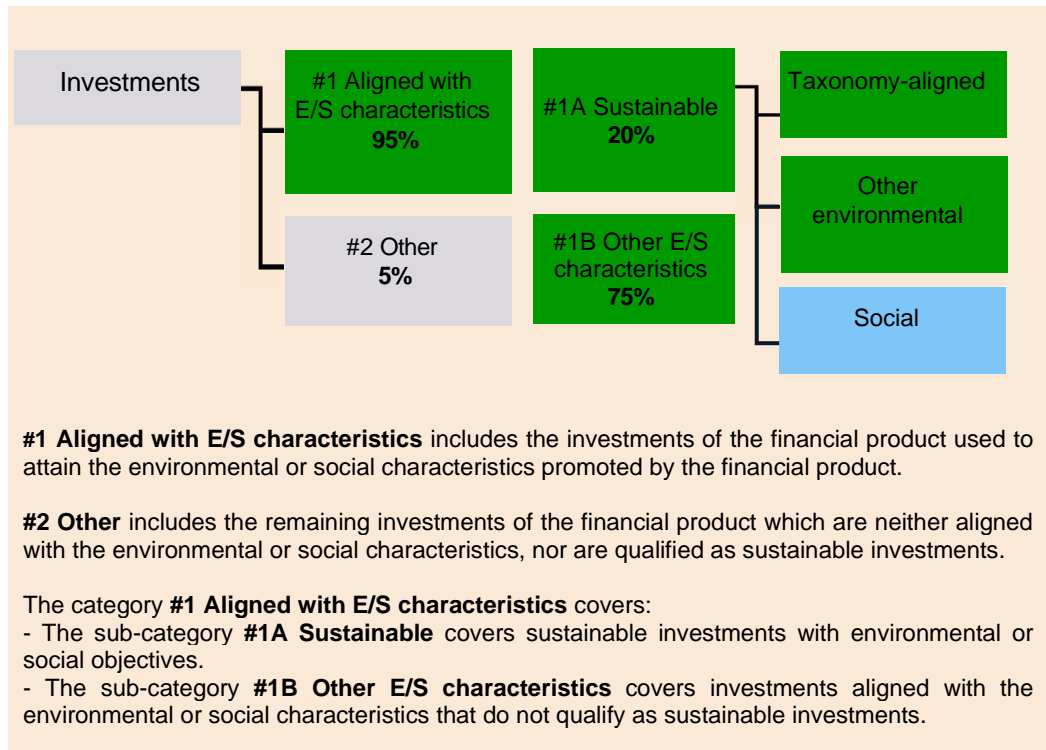 Investments
#1 Aligned with
E/S characteristics
95%
#2 Other
5%
#1A Sustainable
20%
#1B Other E/S
characteristics
75%
Taxonomy-aligned
Other
environmental
Social
#1 Aligned with E/S characteristics includes the investments of the financial product used to
attain the environmental or social characteristics promoted by the financial product.
#2 Other includes the remaining investments of the financial product which are neither aligned
with the environmental or social characteristics, nor are qualified as sustainable investments.
The category #1 Aligned with E/S characteristics covers:
- The sub-category #1A Sustainable covers sustainable investments with environmental or
social objectives.
- The sub-category #1B Other E/S characteristics covers investments aligned with the
environmental or social characteristics that do not qualify as sustainable investments.